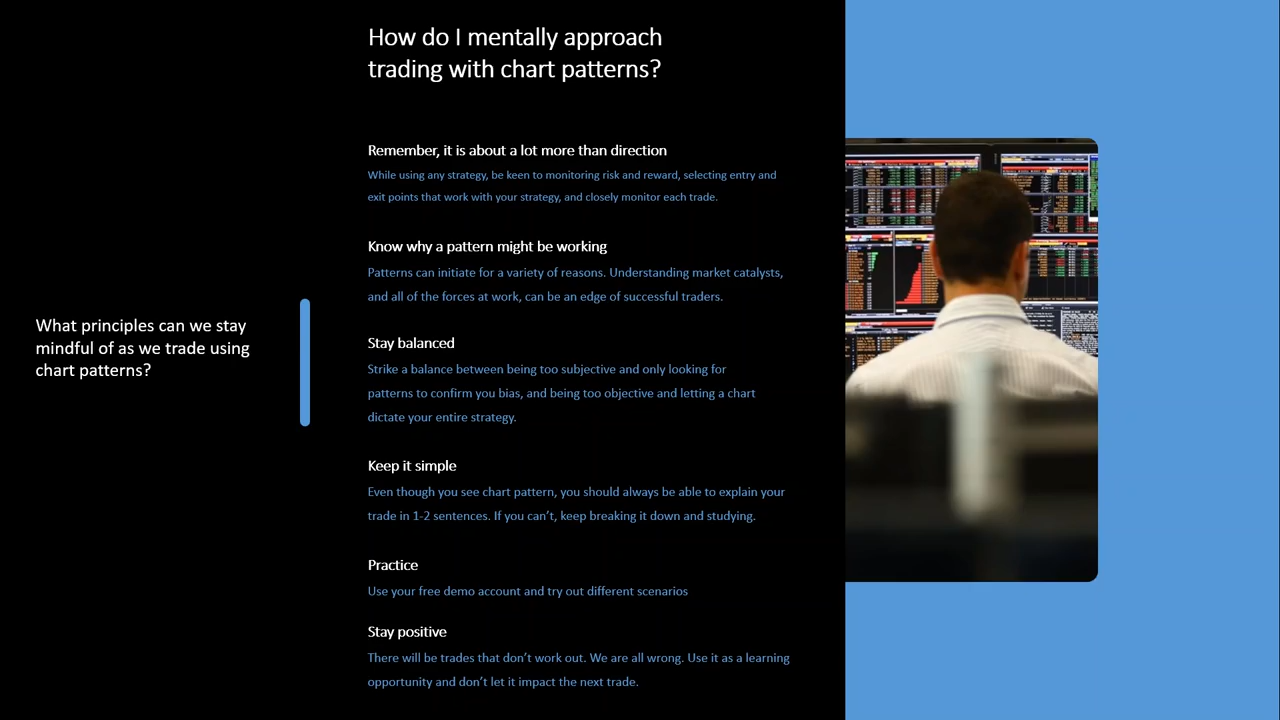 How do I mentally approach
trading with chart patterns?
What principles can we stay
mindful of as we trade using
chart patterns?
Remember, it is about a lot more than direction
While using any strategy, be keen to monitoring risk and reward, selecting entry and
exit points that work with your strategy, and closely monitor each trade.
Know why a pattern might be working
Patterns can initiate for a variety of reasons. Understanding market catalysts,
and all of the forces at work, can be an edge of successful traders.
Stay balanced
Strike a balance between being too subjective and only looking for
patterns to confirm you bias, and being too objective and letting a chart
dictate your entire strategy.
Keep it simple
Even though you see chart pattern, you should always be able to explain your
trade in 1-2 sentences. If you can’t, keep breaking it down and studying.
Practice
Use your free demo account and try out different scenarios
Stay positive
There will be trades that don’t work out. We are all wrong. Use it as a learning
opportunity and don’t let it impact the next trade.